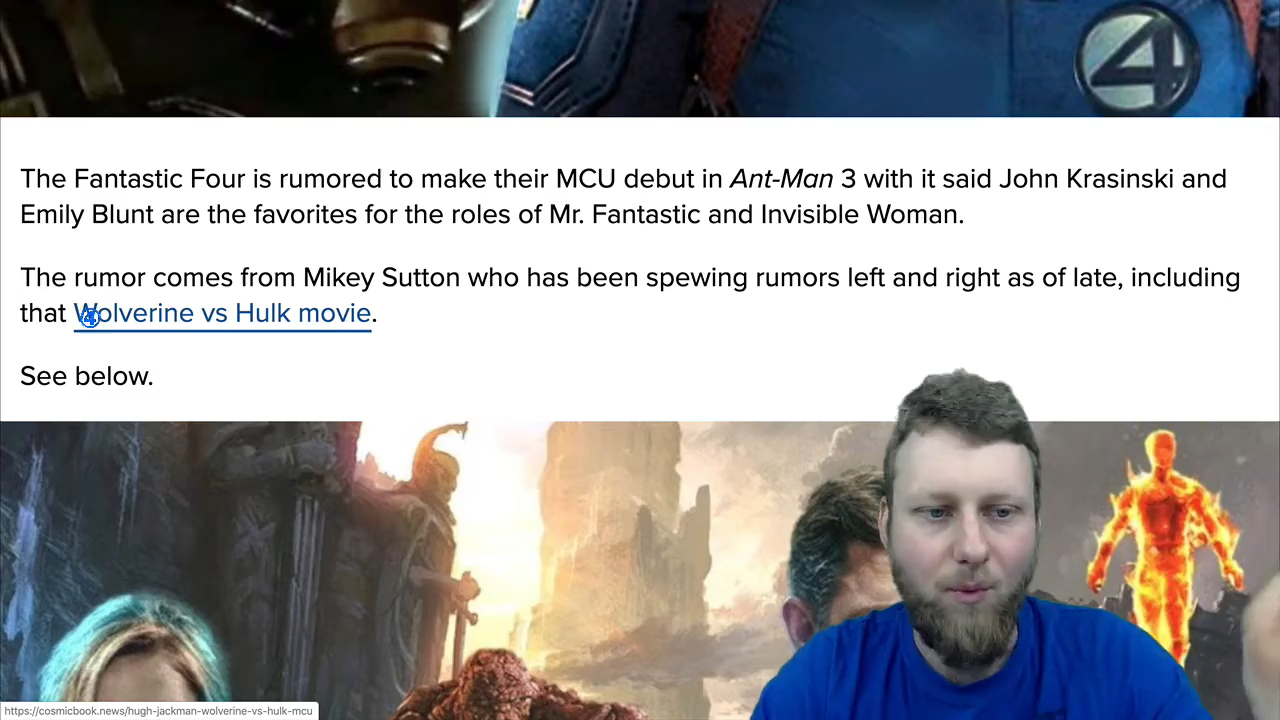 4
The Fantastic Four is rumored to make their MCU debut in Ant-Man 3 with it said John Krasinski and
Emily Blunt are the favorites for the roles of Mr. Fantastic and Invisible Woman.
The rumor comes from Mikey Sutton who has been spewing rumors left and right as of late, including
that Wolverine vs Hulk movie.
See below.
https://cosmicbook.news/hugh-jackman-wolverine-vs-hulk-mcu